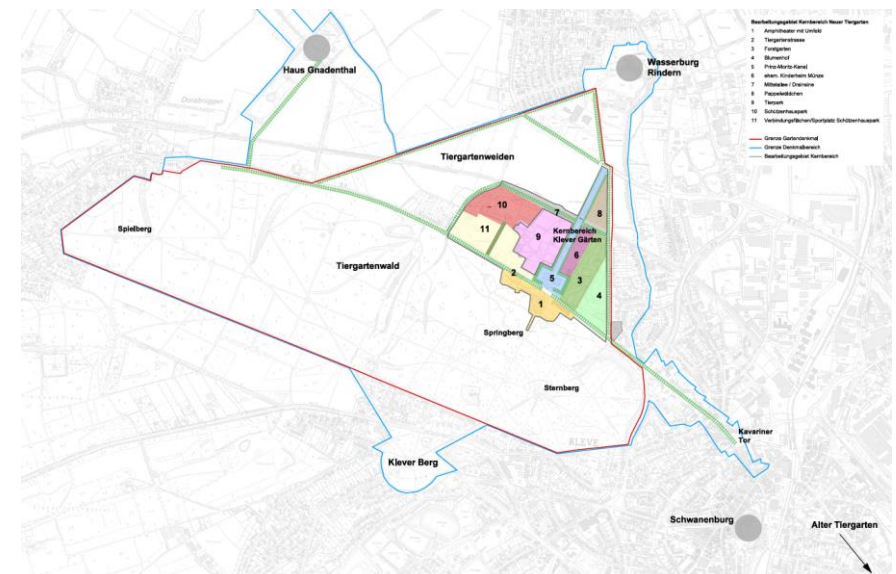 Bearbeitungsgebiet Kernbereich Neuer Tiergarten
1 Amphitheater mit Umfeld
2 Tiergartenstrasse
3 Forstgarten
4 Blumenhof
5 Prinz-Moritz-Kanal
6 ehem. Kinderheim Münze
7 Mittelallee / Drainsine
8 Pappelwäldchen
9 Tierpark
10 Schützenhauspark
11 Verbindungsflächen/Sportplatz Schützenhauspark
Grenze Gartendenkmal
Grenze Denkmalbereich
Bearbeitungsgebiet Kernbereich
Haus Gnadenthal
Wasserburg
Rindern
Tiergartenweiden
Spielberg
Tiergartenwald
10
7
8
11
9
Kernbereich
Klever Gärten
6
2
5
3
4
1
Springberg
Sternberg
KLEVE
Kavariner
Tor
Klever Berg
Schwanenburg
Alter Tiergarten